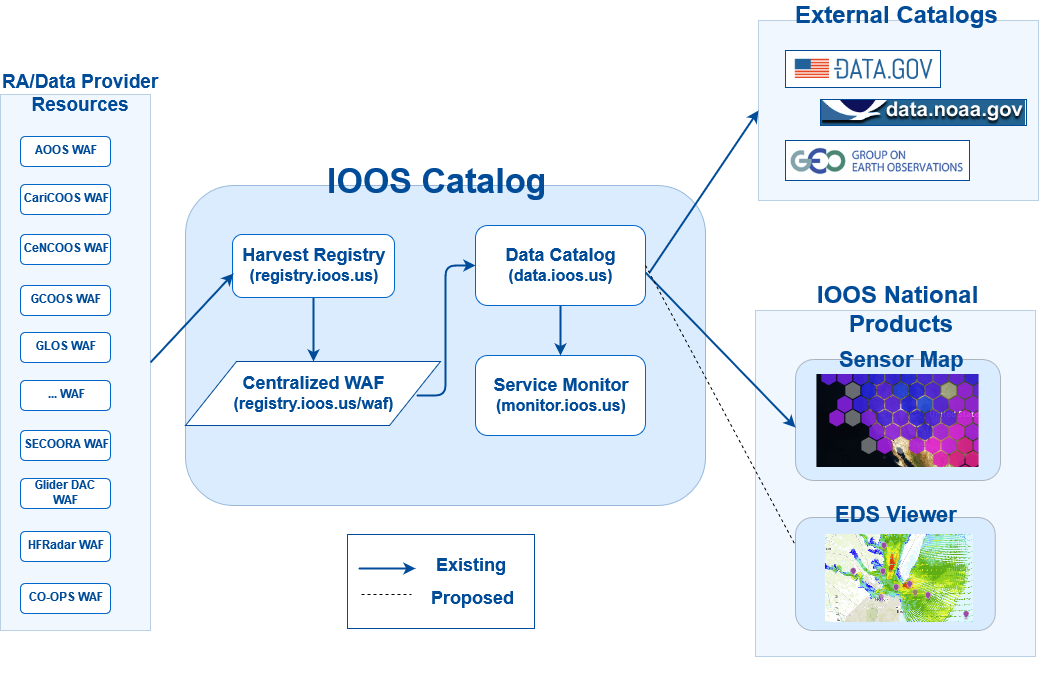 RA/Data Provider
Resources
AOOS WAF
CariCOOS WAF
CeNCOOS WAF
GCOOS WAF
GLOS WAF
... WAF
SECOORA WAF
Glider DAC
WAF
HFRadar WAF
CO-OPS WAF
IOOS Catalog
Harvest Registry
(registry.ioos.us)
Centralized WAF
(registry.ioos.us/waf)
Data Catalog
(data.ioos.us)
Service Monitor
(monitor.ioos.us)
Existing
Proposed
External Catalogs
DATA.GOV
data.noaa.gov
GEO
GROUP ON
EARTH OBSERVATIONS
IOOS National
Products
Sensor Map
EDS Viewer